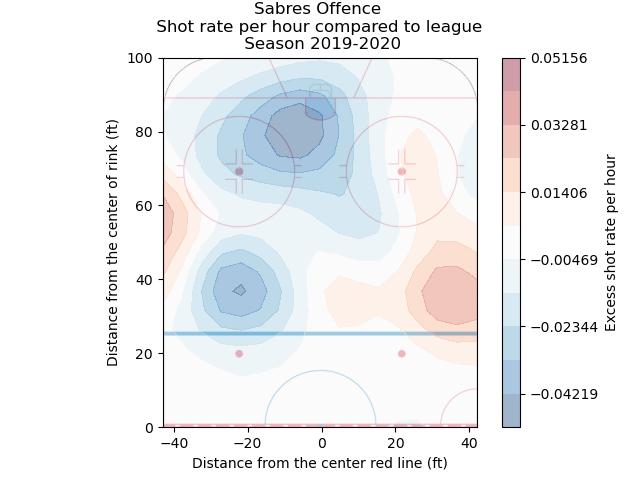 Sabres Offence
Shot rate per hour compared to league
Season 2019-2020
100
80
60
40
20
0
−40
−20
0
20
40
Distance from the center of rink (ft)
Distance from the center red line (ft)
0.05156
0.03281
0.01406
−0.00469
−0.02344
−0.04219
Excess shot rate per hour